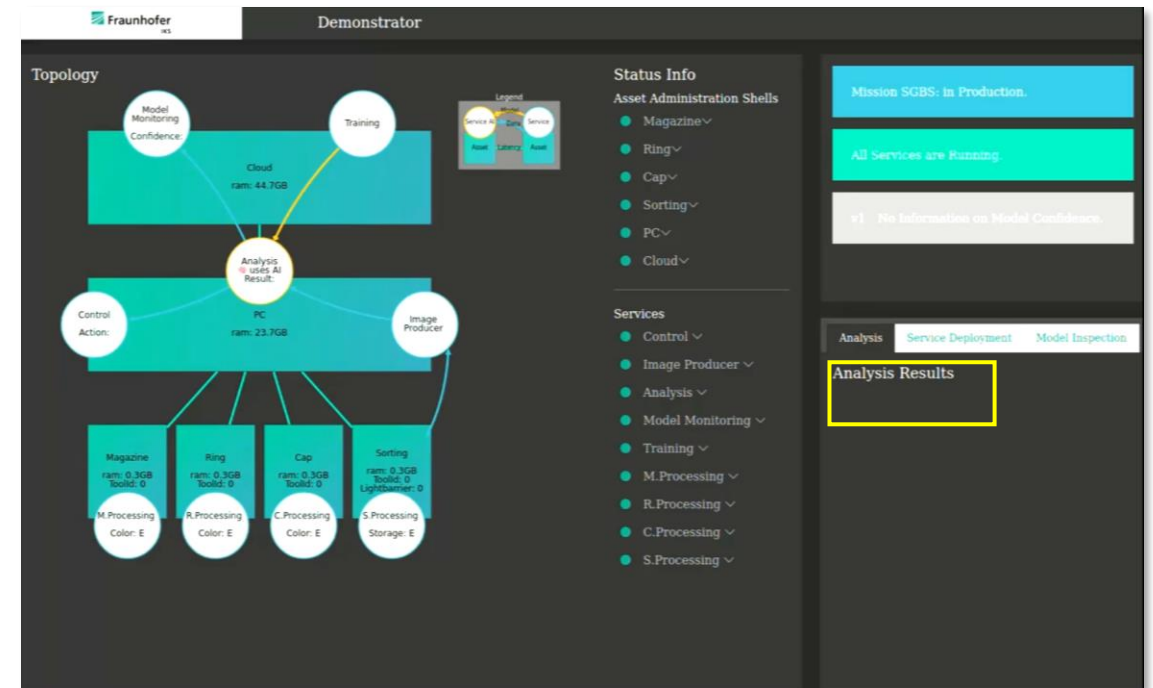 Fraunhofer
IKS
Demonstrator
Topology
Model
Monitoring
Confidence:
Training
Cloud
ram: 44.7GB
Legend
Model
Service AI
Data
Service
Asset
Latency
Asset
Analysis
uses AI
Result:
Control
Action:
PC
ram: 23.7GB
Image
Producer
Magazine
ram: 0.3GB
ToolId: 0
M.Processing
Color: E
Ring
ram: 0.3GB
ToolId: 0
R.Processing
Color: E
Cap
ram: 0.3GB
ToolId: 0
C.Processing
Color: E
Sorting
ram: 0.3GB
ToolId: 0
Lightbarrier: 0
S.Processing
Storage: E
Status Info
Asset Administration Shells
Magazine
Ring
Cap
Sorting
PC
Cloud
Services
Control
Image Producer
Analysis
Model Monitoring
Training
M.Processing
R.Processing
C.Processing
S.Processing
Mission SGBS: in Production.
All Services are Running.
v1 No Information on Model Confidence.
Analysis Service Deployment Model Inspection
Analysis Results